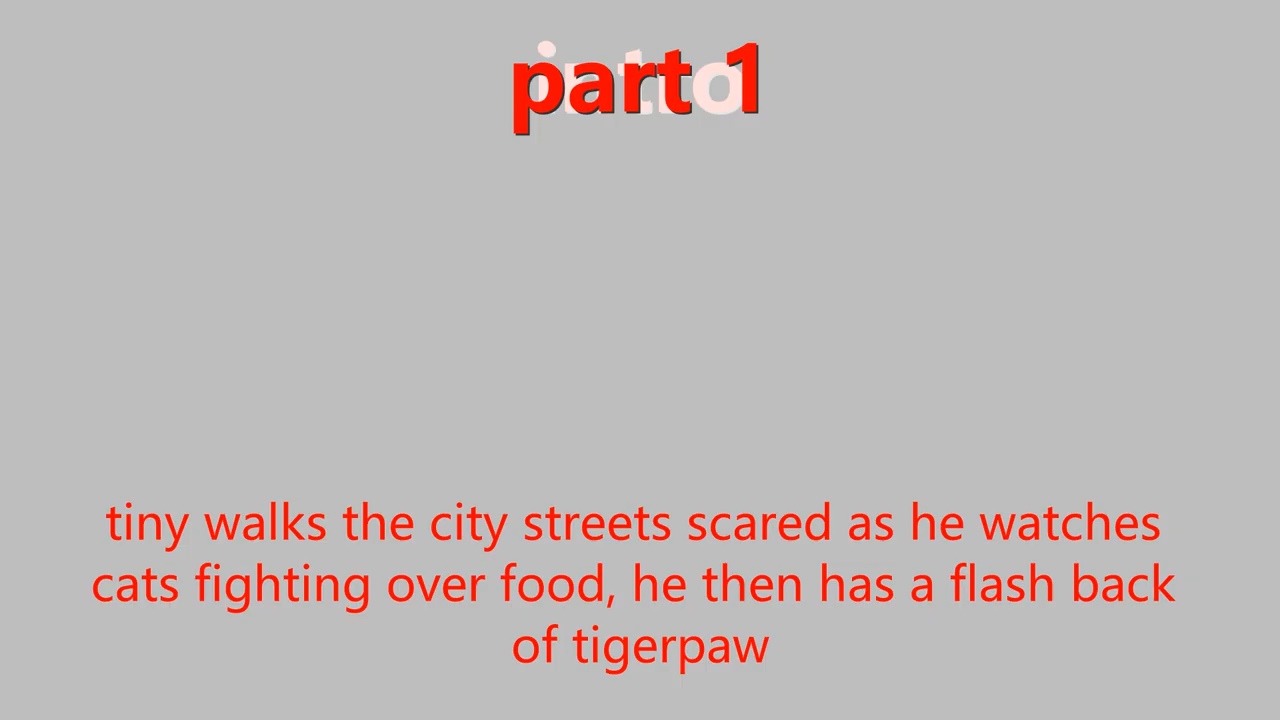 intro
part 1
tiny walks the city streets scared as he watches
cats fighting over food, he then has a flash back
of tigerpaw